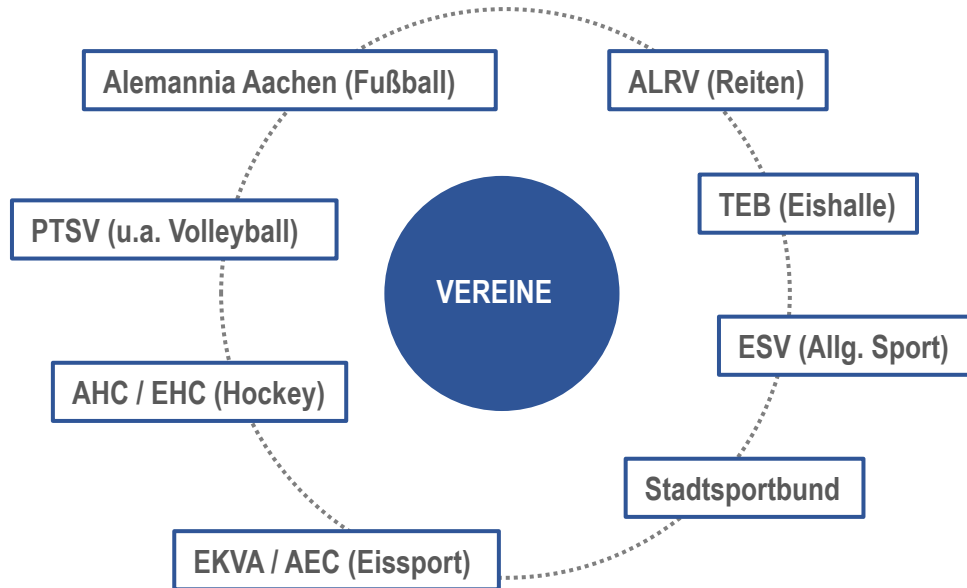 Alemannia Aachen (Fußball)
ALRV (Reiten)
PTSV (u.a. Volleyball)
TEB (Eishalle)
VEREINE
ESV (Allg. Sport)
AHC / EHC (Hockey)
Stadtsportbund
EKVA / AEC (Eissport)